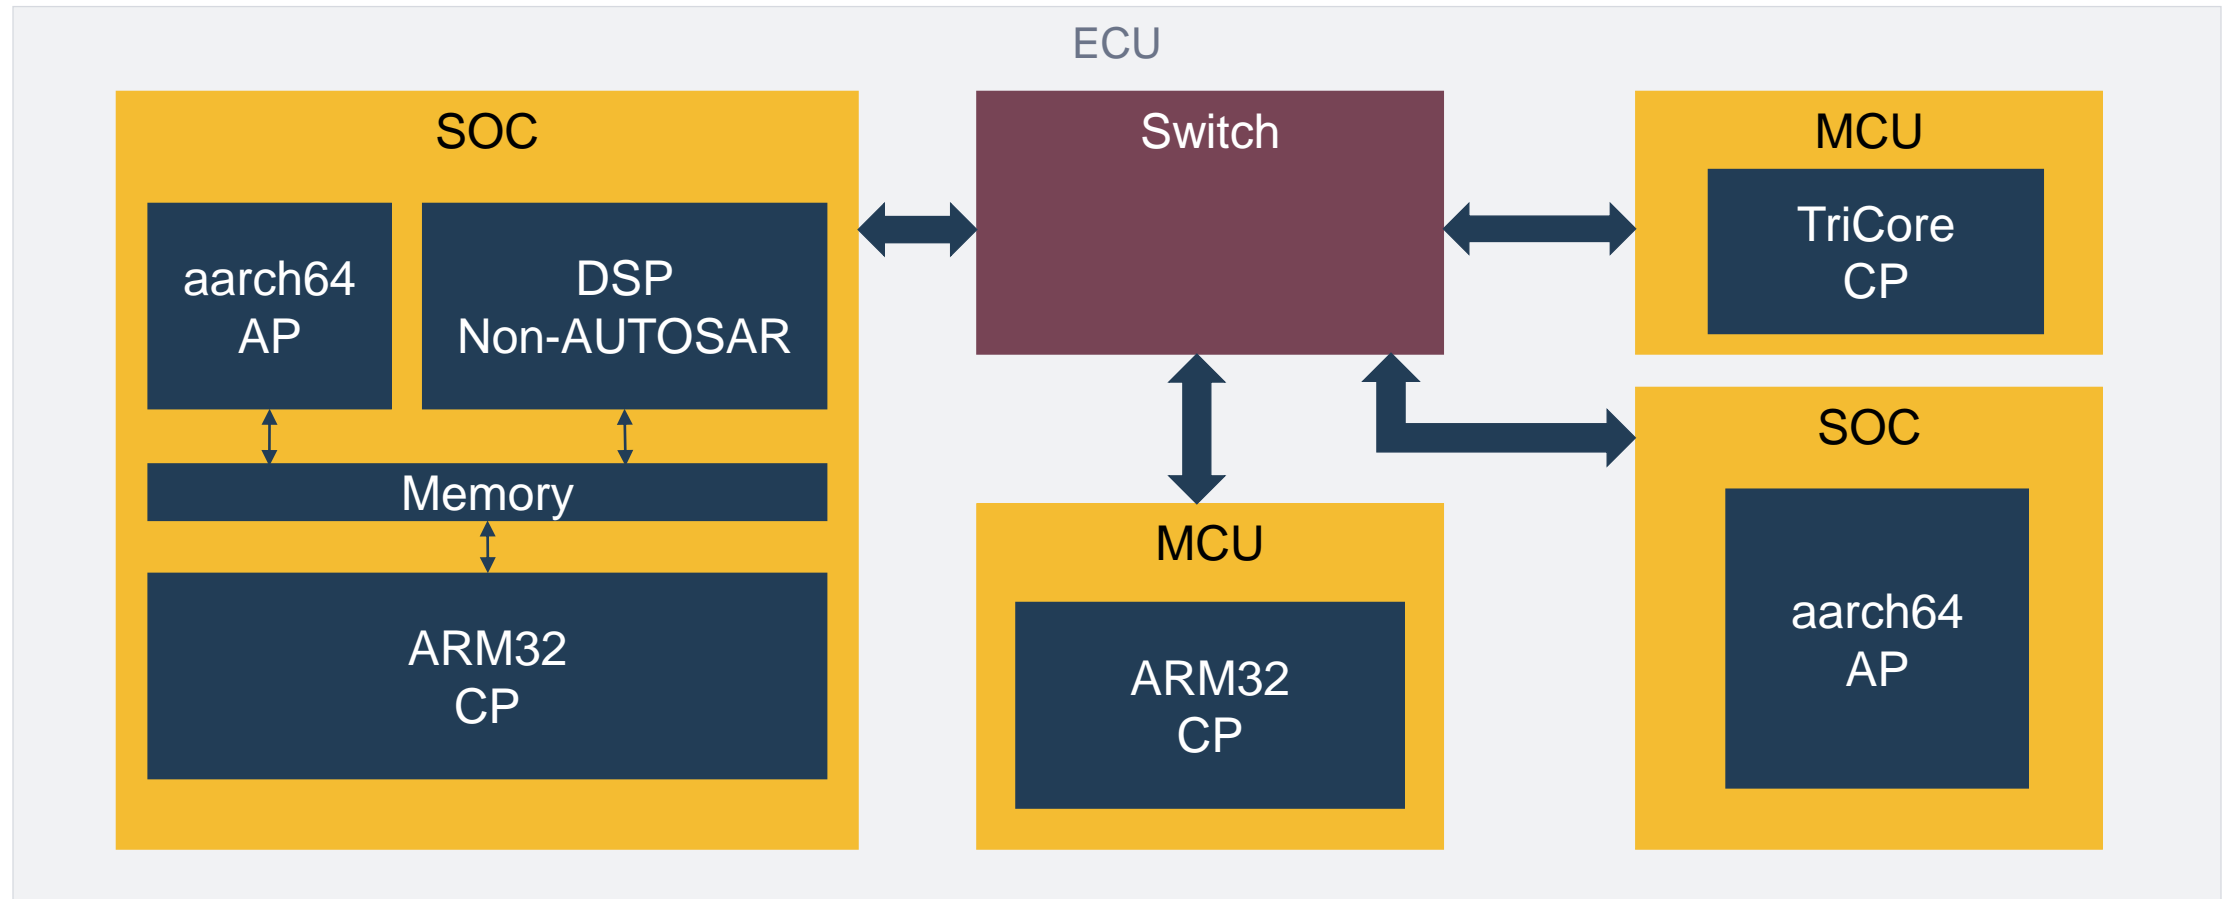 ECU
SOC
aarch64
AP
DSP
Non-AUTOSAR
Memory
ARM32
CP
Switch
MCU
ARM32
CP
MCU
TriCore
CP
SOC
aarch64
AP